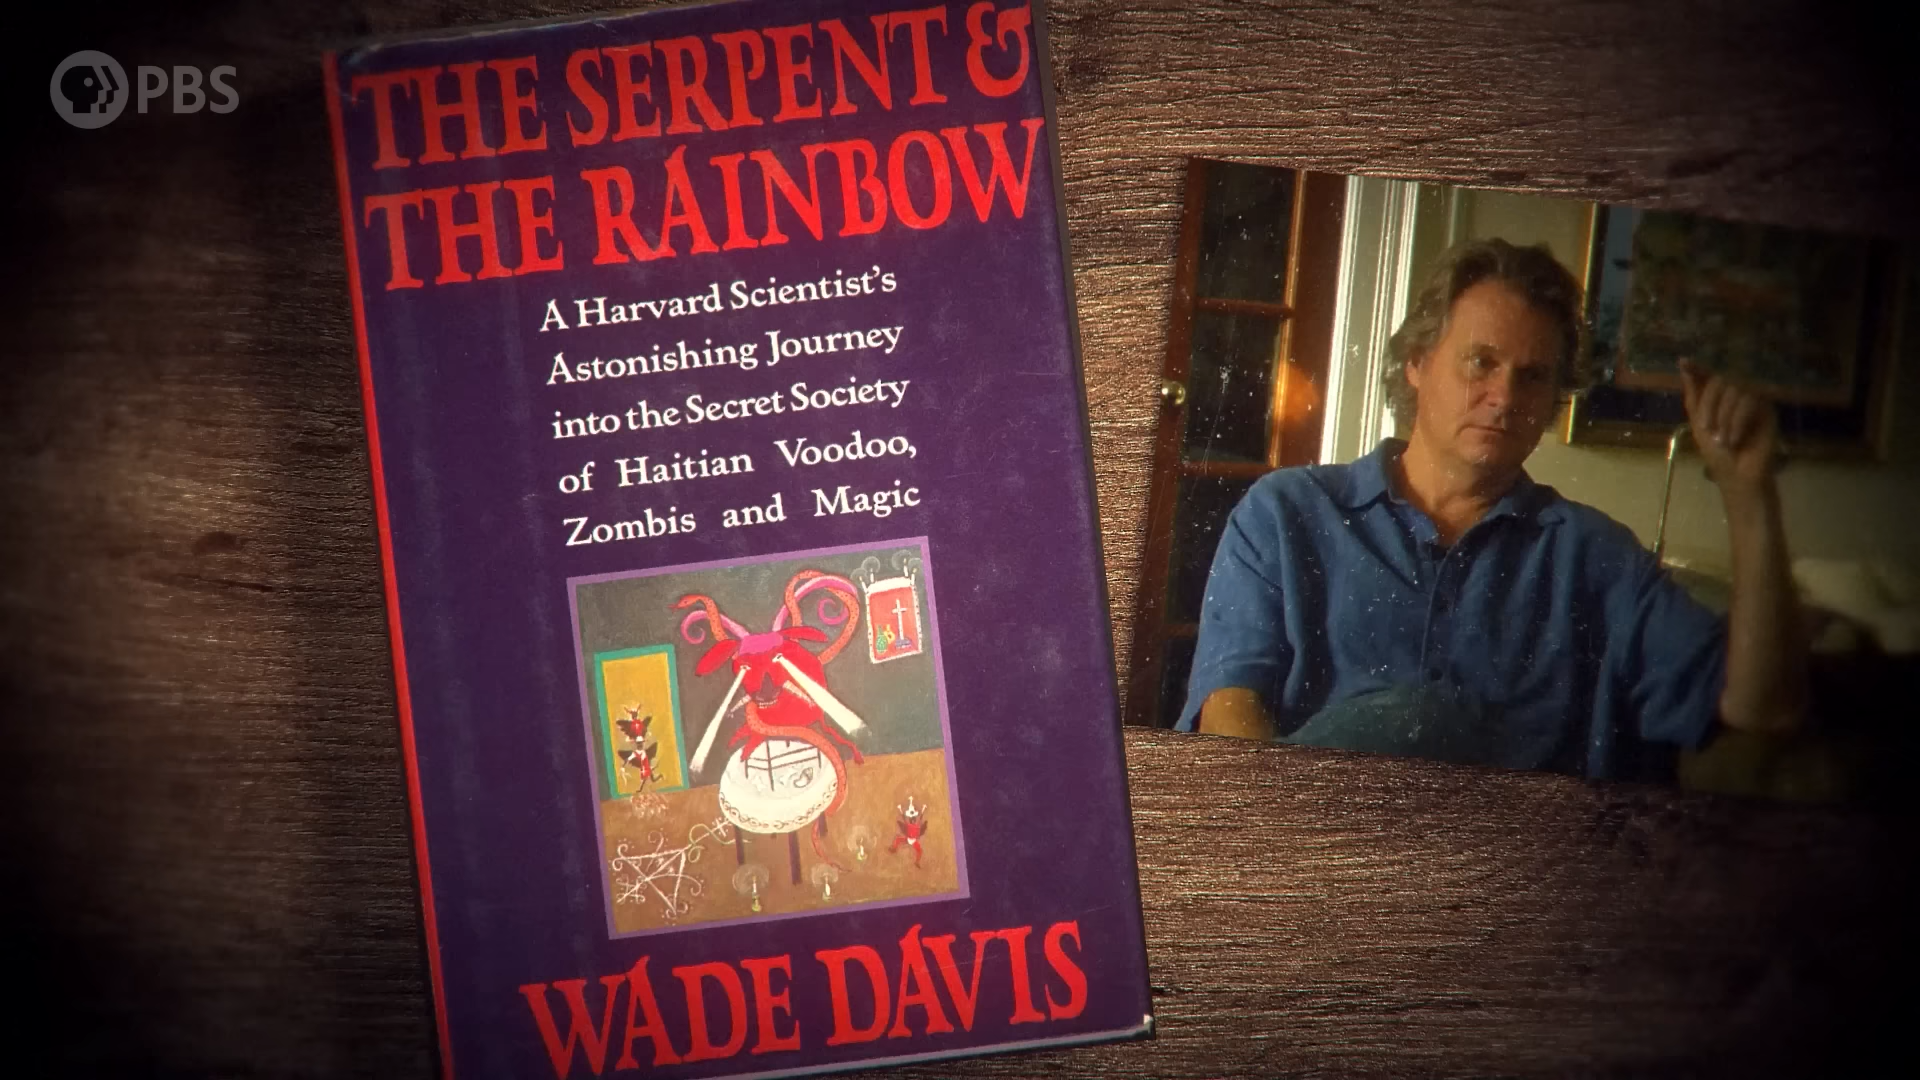 PBS
THE SERPENT &
THE RAINBOW
A Harvard Scientist's
Astonishing Journey
into the Secret Society
of Haitian Voodoo,
Zombis and Magic
WADE DAVIS